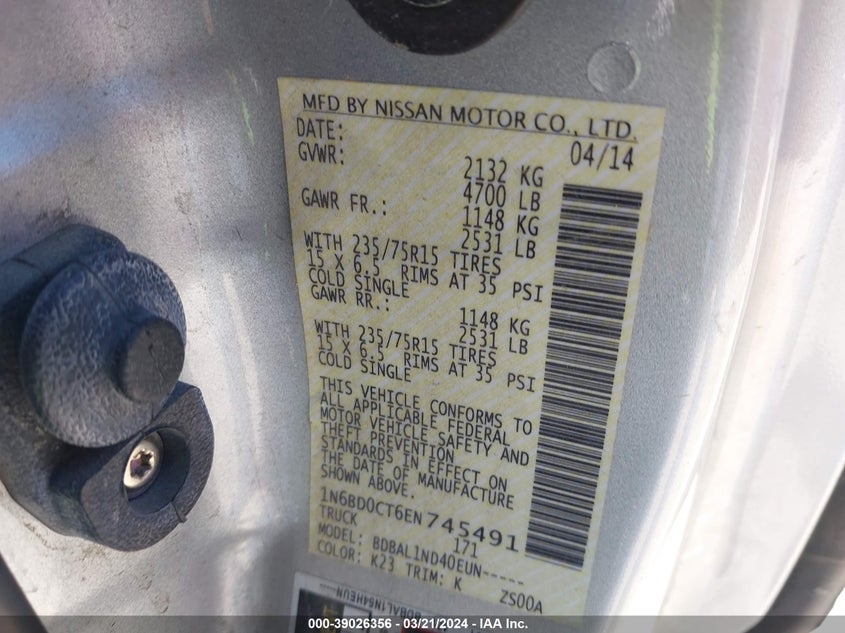 MFD BY NISSAN MOTOR CO., LTD.
DATE: 04/14
GVWR: 2132 KG
4700 LB
GAWR FR.: 1148 KG
2531 LB
WITH 235/75R15 TIRES
15 X 6.5 RIMS AT 35 PSI
COLD SINGLE
GAWR RR.: 1148 KG
2531 LB
WITH 235/75R15 TIRES
15 X 6.5 RIMS AT 35 PSI
COLD SINGLE
THIS VEHICLE CONFORMS TO
ALL APPLICABLE FEDERAL
MOTOR VEHICLE SAFETY AND
THEFT PREVENTION
STANDARDS IN EFFECT ON
THE DATE OF MANUFACTURE
SHOWN ABOVE.
1N6BD0CT6EN745491
TRUCK 171
MODEL: BDBAL1ND40EUN-----
COLOR: K23 TRIM: K ZS00A
000-39026356 - 03/21/2024 - IAA Inc.